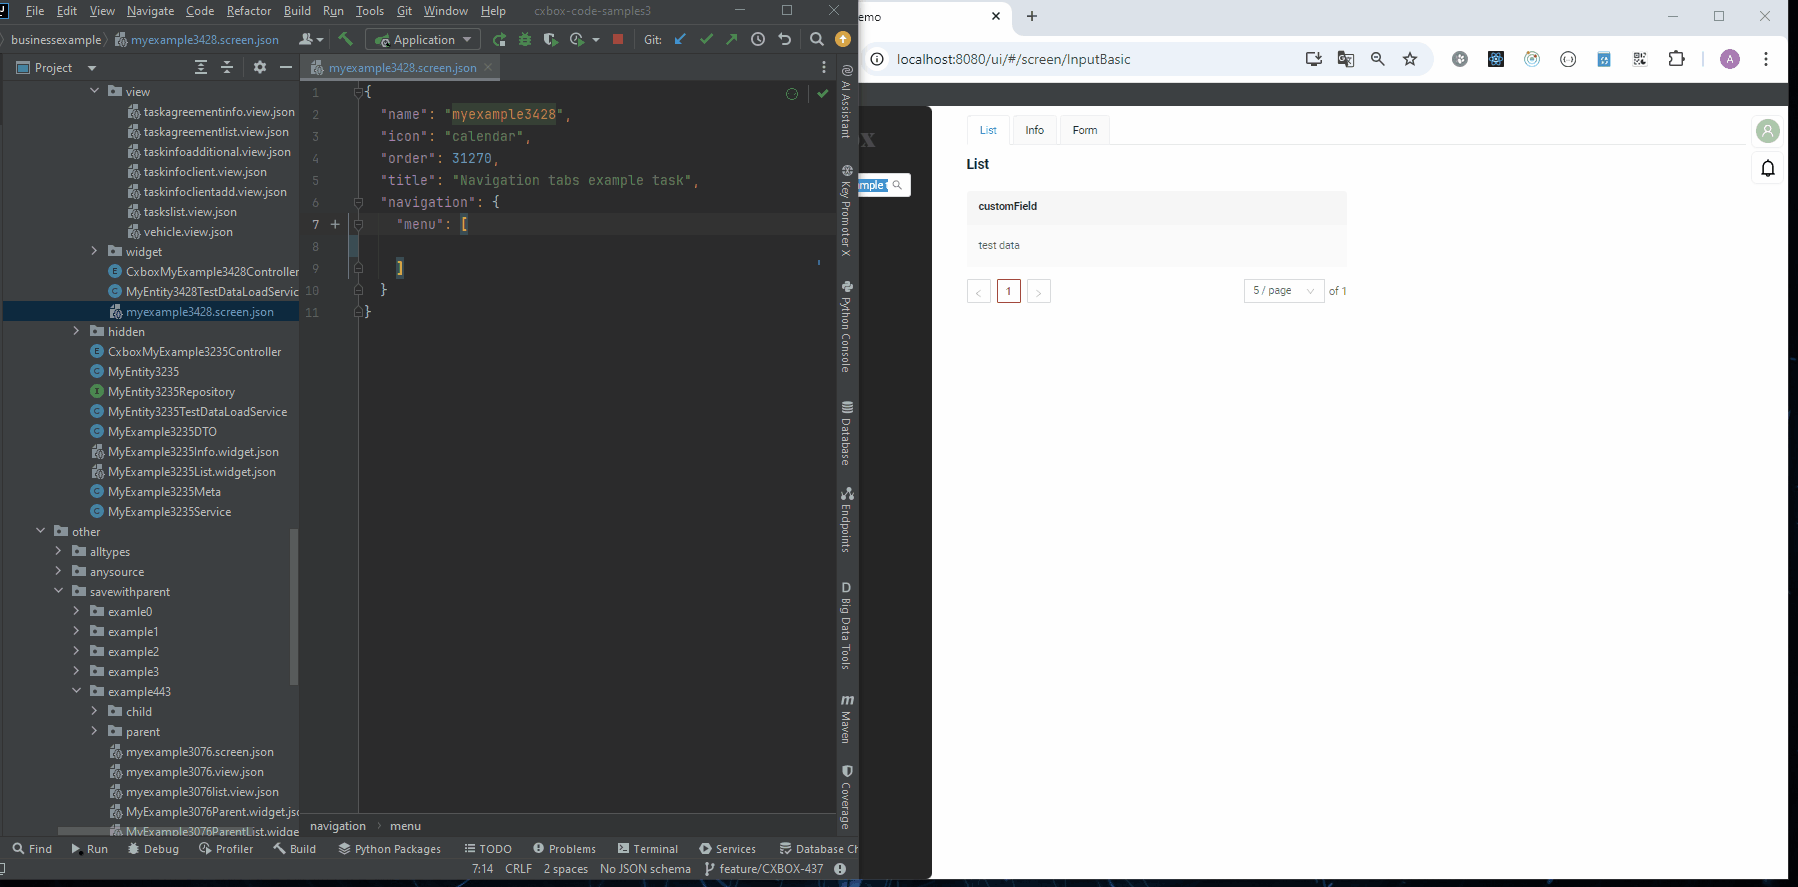 File Edit View Navigate Code Refactor Build Run Tools Git Window Help cxbox-code-samples3
businessexample myexample3428.screen.json Application Git:
Project myexample3428.screen.json
view
taskagreementinfo.view.json
taskagreementlist.view.json
taskinfoadditional.view.json
taskinfoclient.view.json
taskinfoclientadd.view.json
taskslist.view.json
vehicle.view.json
widget
CxboxMyExample3428Controller
MyEntity3428TestDataLoadServic
myexample3428.screen.json
hidden
CxboxMyExample3235Controller
MyEntity3235
MyEntity3235Repository
MyEntity3235TestDataLoadService
MyExample3235DTO
MyExample3235Info.widget.json
MyExample3235List.widget.json
MyExample3235Meta
MyExample3235Service
other
alltypes
anysource
savewithparent
examle0
example1
example2
example3
example443
child
parent
myexample3076.screen.json
myexample3076.view.json
myexample3076list.view.json
MyExample3076Parent.widget.jsc
MyExample3076ParentList.widge
1 {
2 "name": "myexample3428",
3 "icon": "calendar",
4 "order": 31270,
5 "title": "Navigation tabs example task",
6 "navigation": {
7 "menu": [
8
9 ]
10 }
11 }
AI Assistant
Key Promoter X
Python Console
Database
Endpoints
D Big Data Tools
m Maven
Coverage
navigation > menu
Find Run Debug Profiler Build Python Packages TODO Problems Terminal Services Database Ch
7:14 CRLF 2 spaces No JSON schema feature/CXBOX-437
emo
localhost:8080/ui/#/screen/InputBasic
A
ox
ample t
List Info Form
List
customField
test data
< 1 > 5 / page of 1